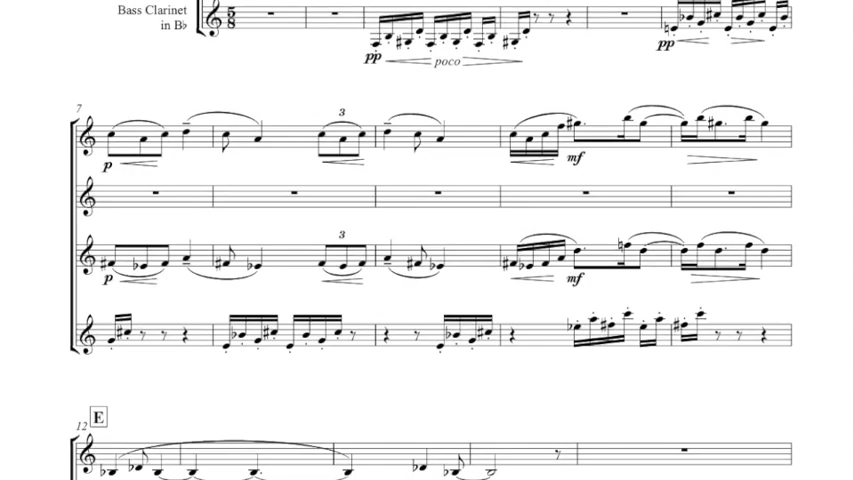 Bass Clarinet
in B♭
5
8
pp
poco
pp
7
3
p
mf
3
p
mf
12
E